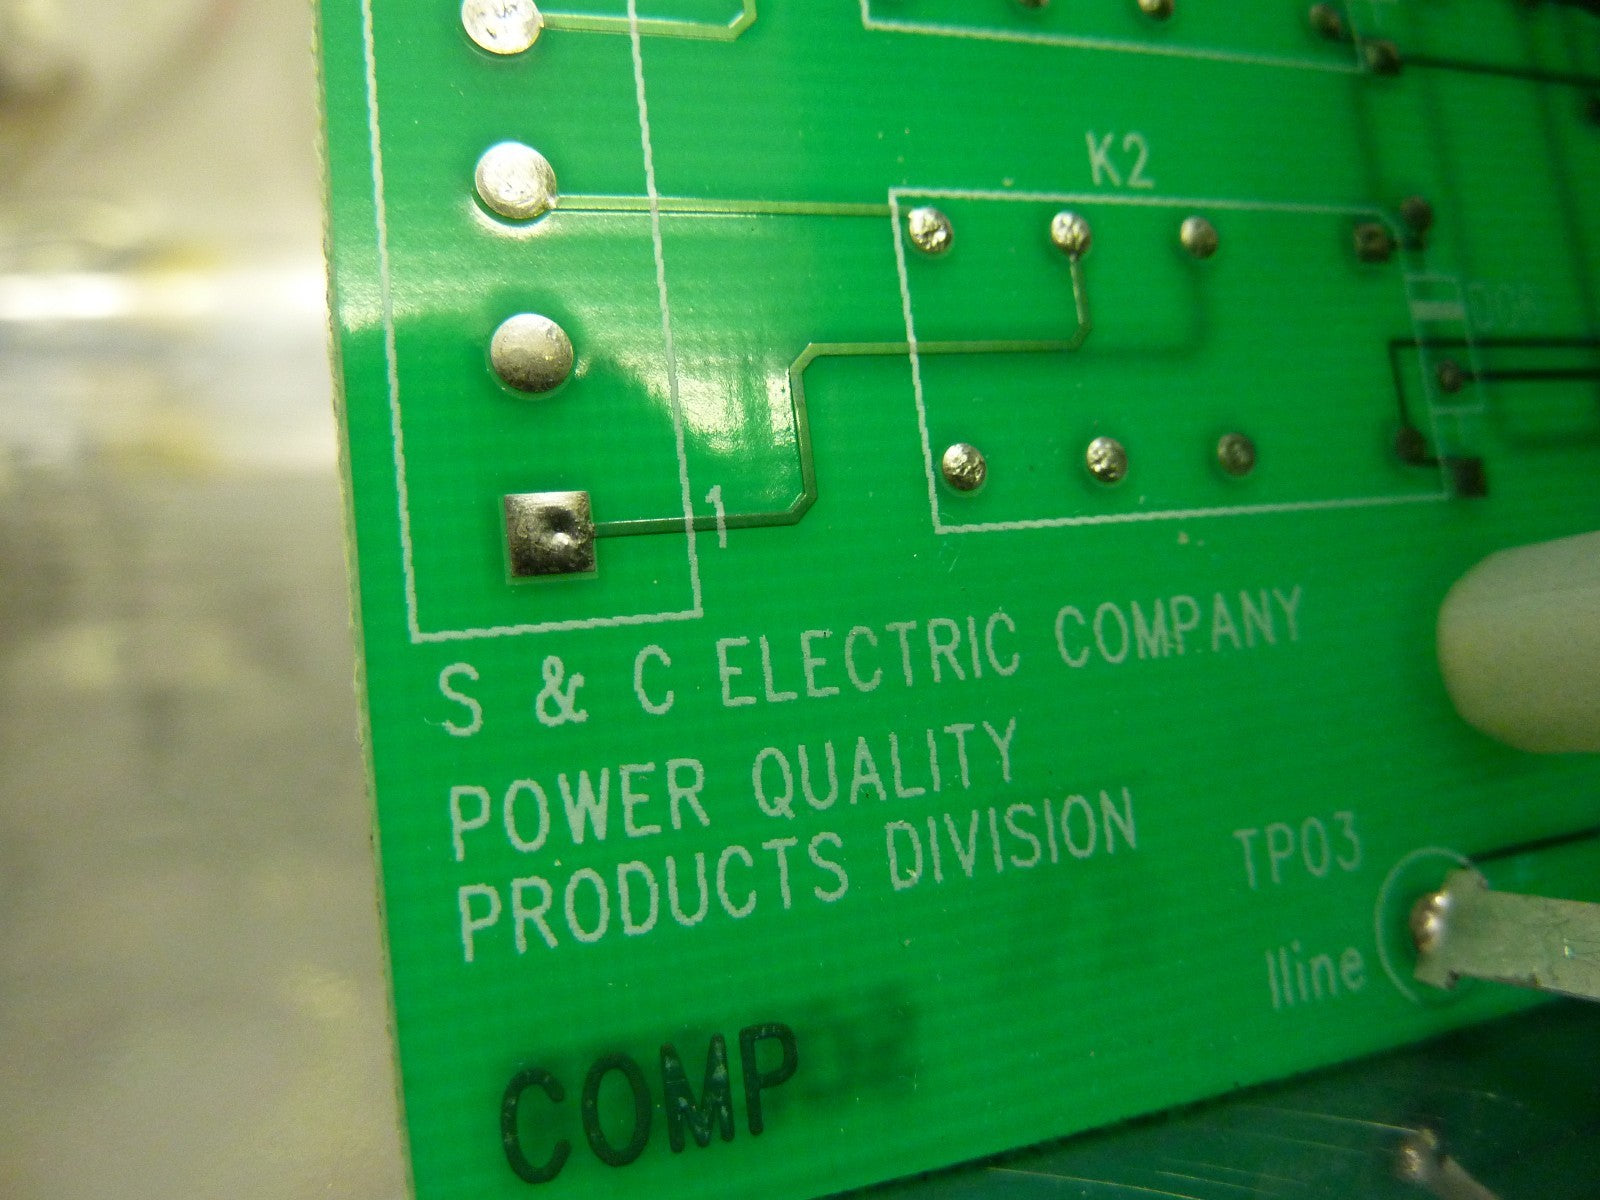 K2
1
S & C ELECTRIC COMPANY
POWER QUALITY
PRODUCTS DIVISION
TP03
Iline
COMP